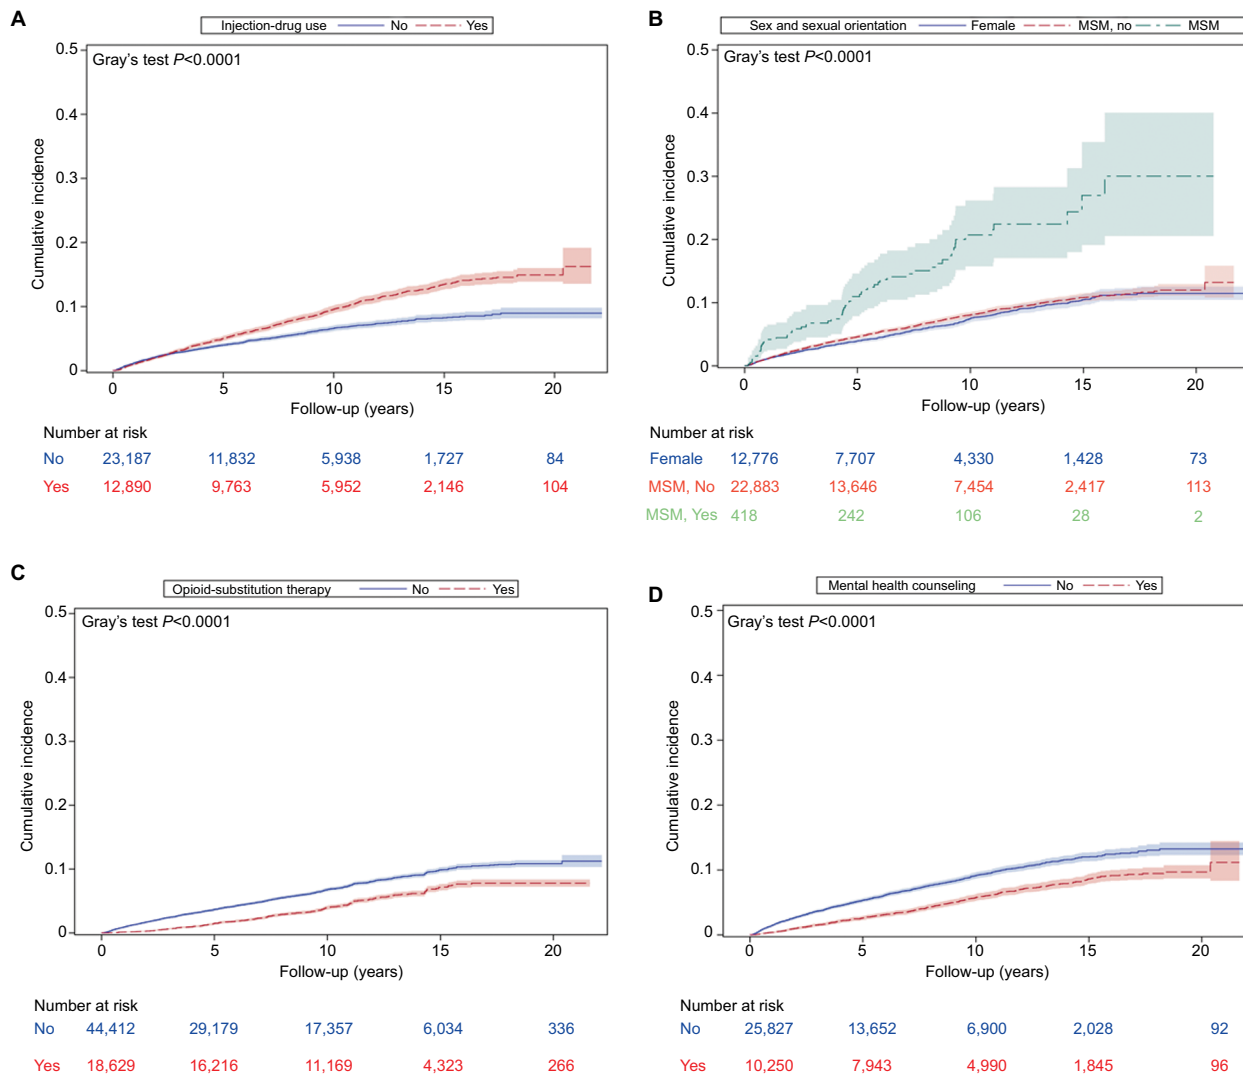 A
Injection-drug use No Yes
Gray's test P<0.0001
0.5
0.4
0.3
0.2
0.1
0
Cumulative incidence
0 5 10 15 20
Follow-up (years)
Number at risk
No 23,187 11,832 5,938 1,727 84
Yes 12,890 9,763 5,952 2,146 104
B
Sex and sexual orientation Female MSM, no MSM
Gray's test P<0.0001
0.5
0.4
0.3
0.2
0.1
0
Cumulative incidence
0 5 10 15 20
Follow-up (years)
Number at risk
Female 12,776 7,707 4,330 1,428 73
MSM, No 22,883 13,646 7,454 2,417 113
MSM, Yes 418 242 106 28 2
C
Opioid-substitution therapy No Yes
Gray's test P<0.0001
0.5
0.4
0.3
0.2
0.1
0
Cumulative incidence
0 5 10 15 20
Follow-up (years)
Number at risk
No 44,412 29,179 17,357 6,034 336
Yes 18,629 16,216 11,169 4,323 266
D
Mental health counseling No Yes
Gray's test P<0.0001
0.5
0.4
0.3
0.2
0.1
0
Cumulative incidence
0 5 10 15 20
Follow-up (years)
Number at risk
No 25,827 13,652 6,900 2,028 92
Yes 10,250 7,943 4,990 1,845 96